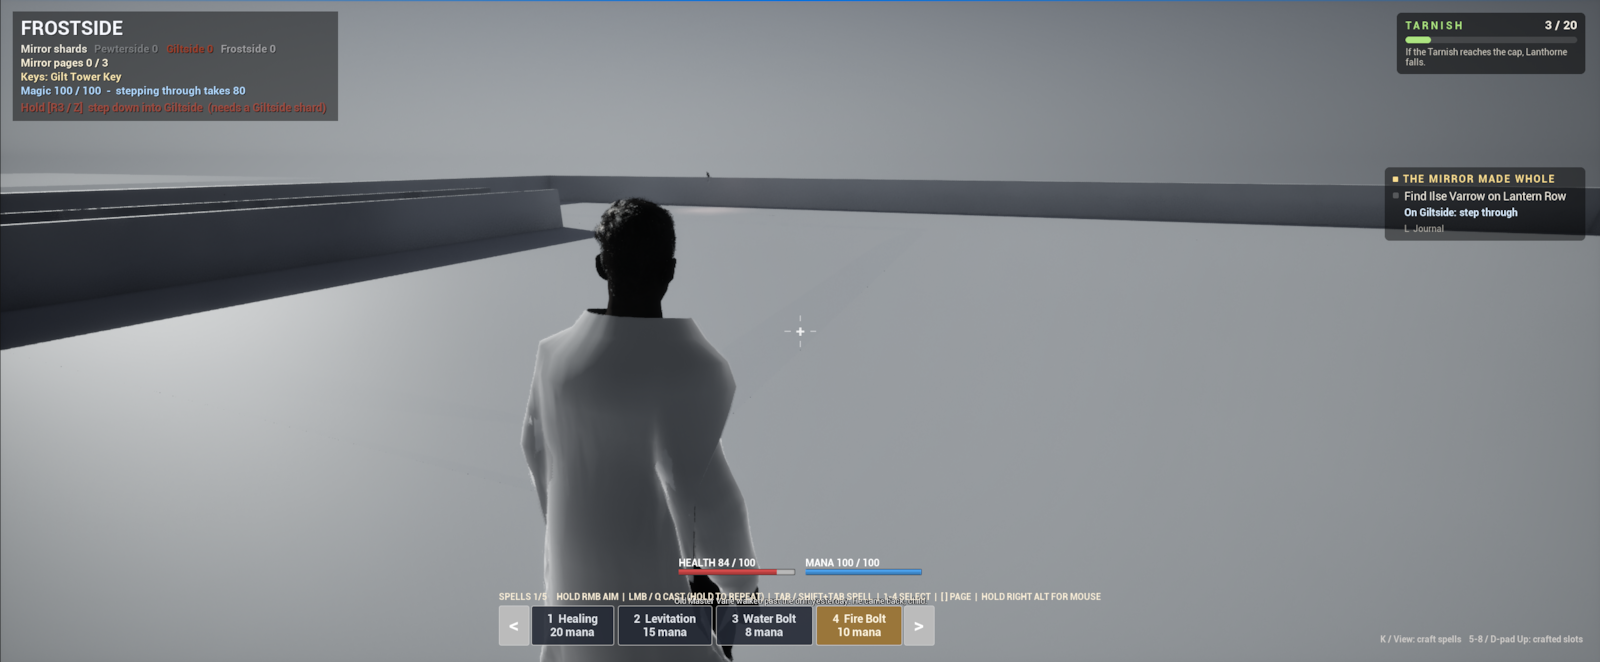 FROSTSIDE
Mirror shards Pewterside 0 Giltside 0 Frostside 0
Mirror pages 0 / 3
Keys: Gilt Tower Key
Magic 100 / 100 - stepping through takes 80
Hold [R3 / Z] step down into Giltside (needs a Giltside shard)
TARNISH 3 / 20
If the Tarnish reaches the cap, Lanthorne
falls.
THE MIRROR MADE WHOLE
Find Ilse Varrow on Lantern Row
On Giltside: step through
L Journal
HEALTH 84 / 100 MANA 100 / 100
SPELLS 1/5 HOLD RMB AIM | LMB / Q CAST (HOLD TO REPEAT) | TAB / SHIFT+TAB SPELL | 1-4 SELECT | [ ] PAGE | HOLD RIGHT ALT FOR MOUSE
Old Master
< 1 Healing 2 Levitation 3 Water Bolt 4 Fire Bolt >
20 mana 15 mana 8 mana 10 mana
K / View: craft spells 5-8 / D-pad Up: crafted slots